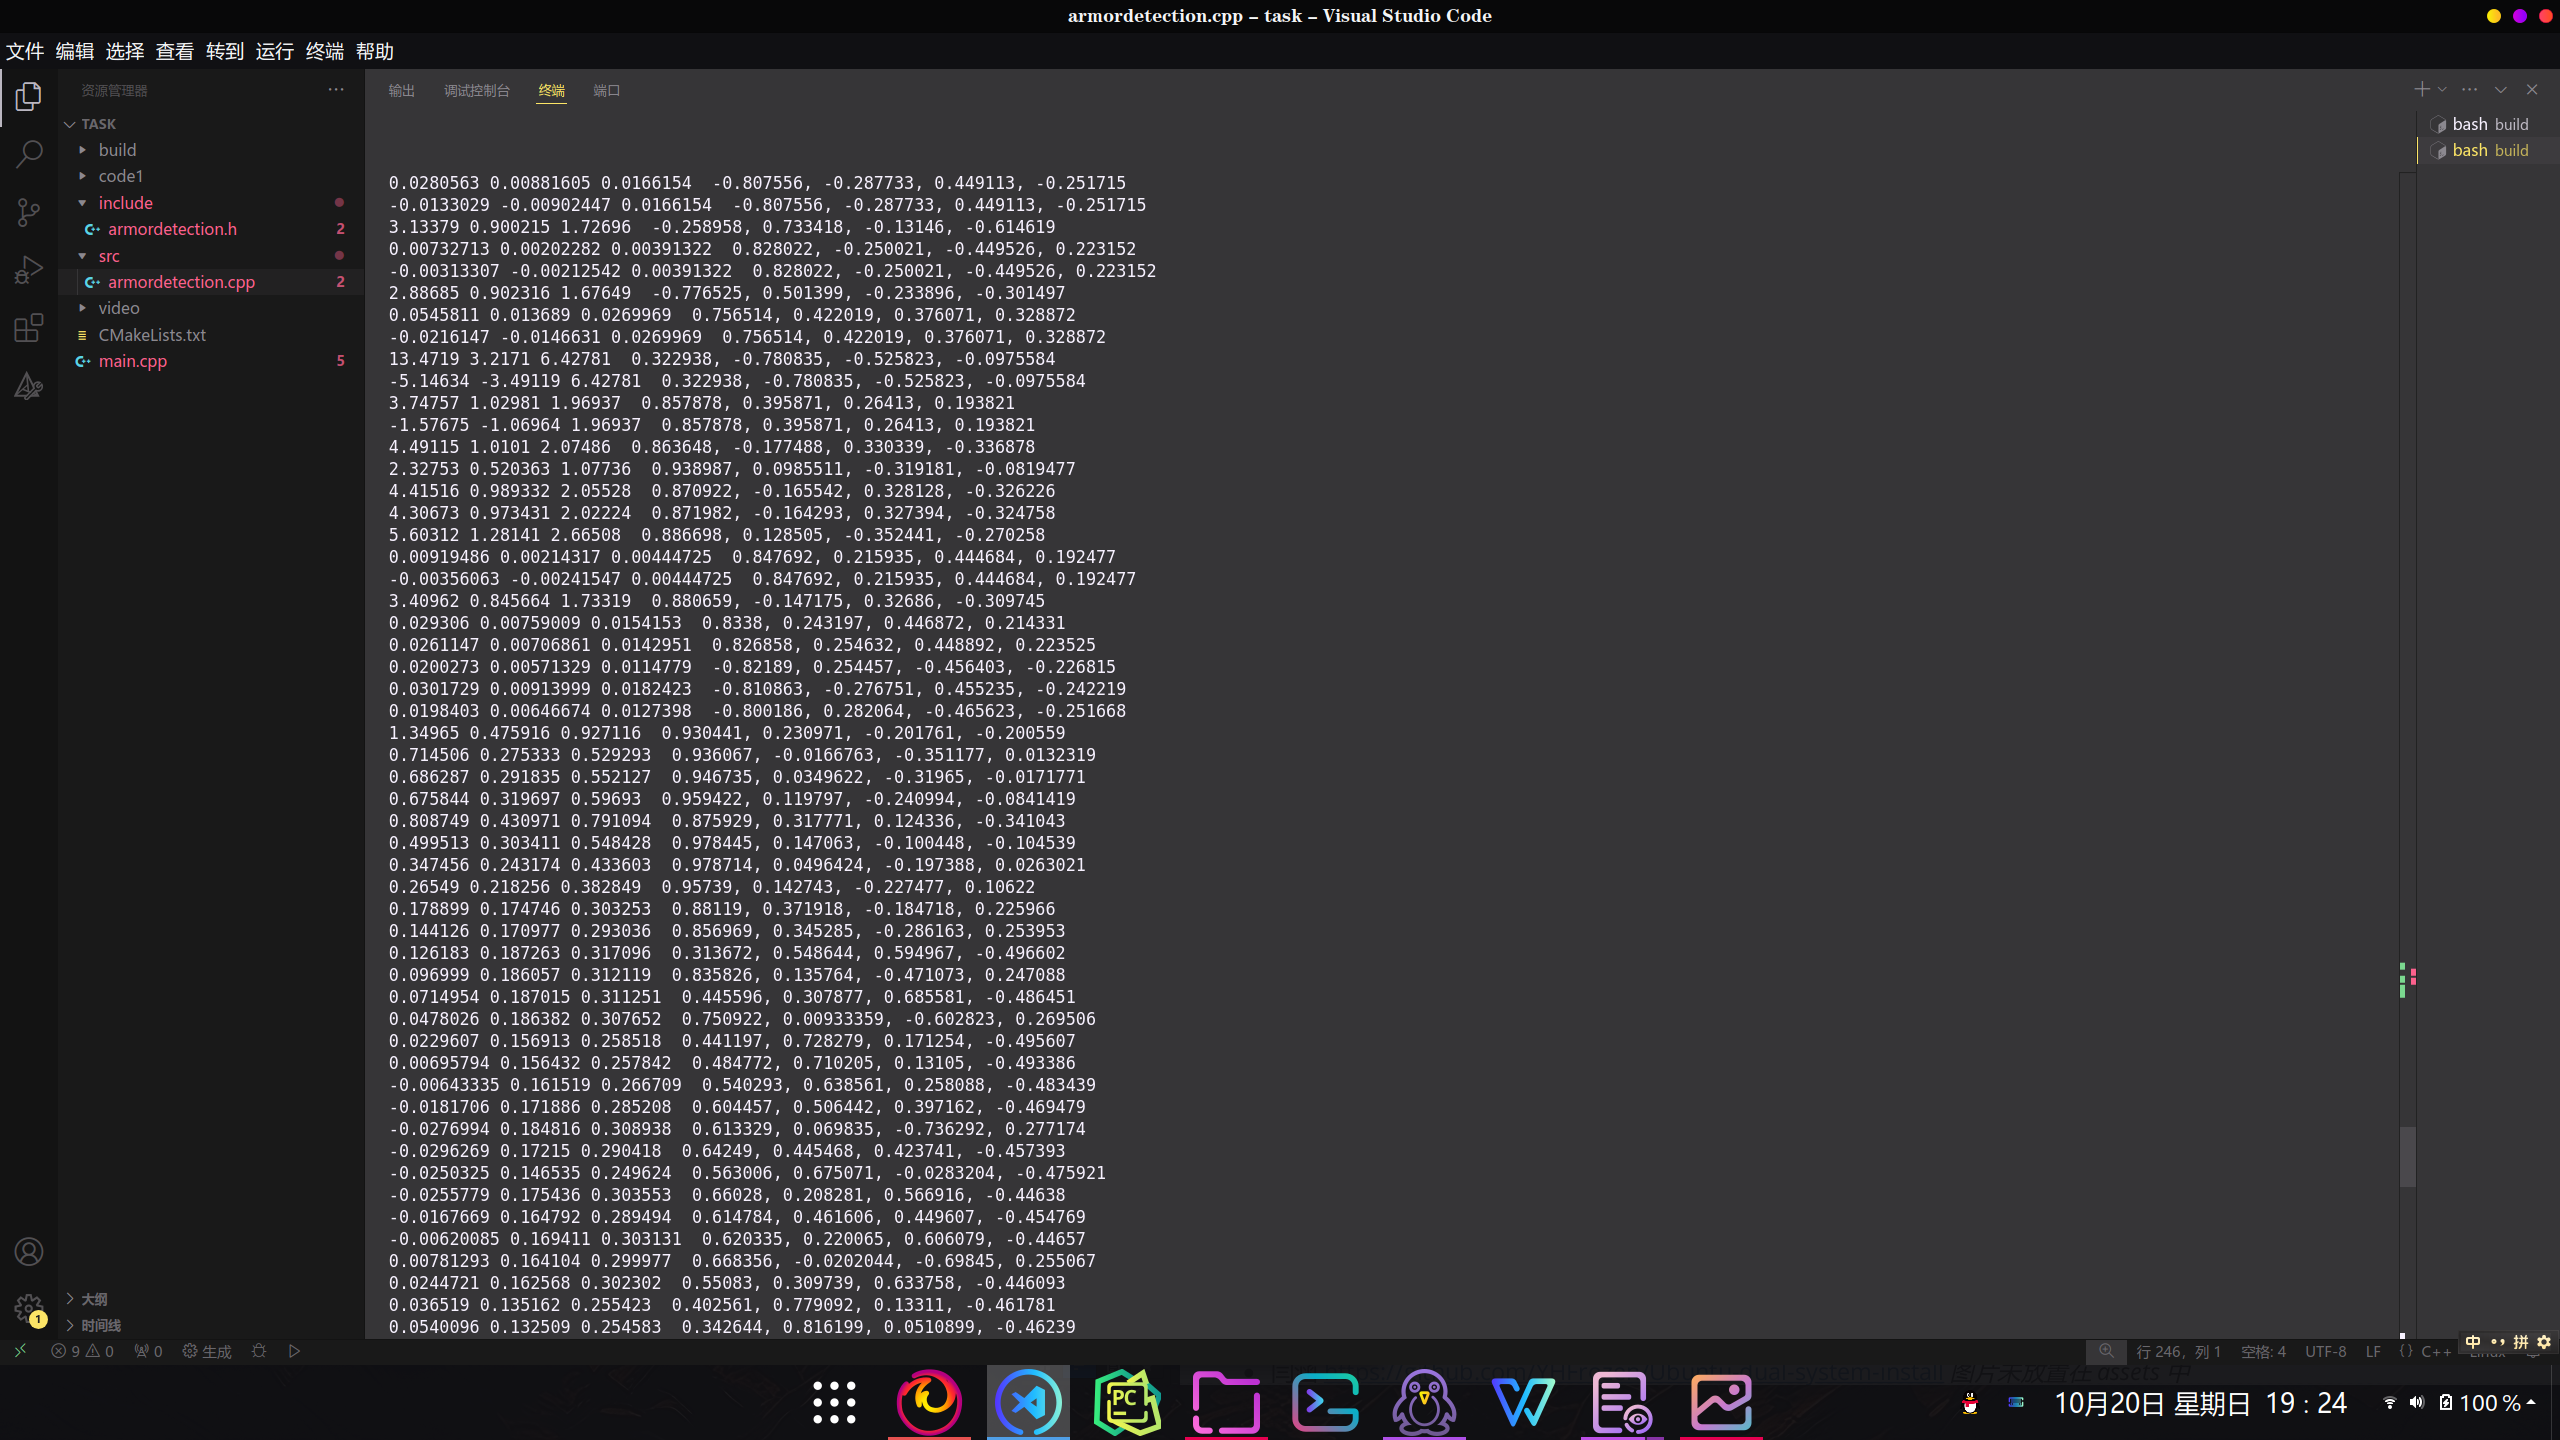 armordetection.cpp – task – Visual Studio Code
文件 编辑 选择 查看 转到 运行 终端 帮助
资源管理器
TASK
build
code1
include
armordetection.h 2
src
armordetection.cpp 2
video
CMakeLists.txt
main.cpp 5
大纲
时间线
输出 调试控制台 终端 端口
bash build
bash build
0.0280563 0.00881605 0.0166154  -0.807556, -0.287733, 0.449113, -0.251715
-0.0133029 -0.00902447 0.0166154  -0.807556, -0.287733, 0.449113, -0.251715
3.13379 0.900215 1.72696  -0.258958, 0.733418, -0.13146, -0.614619
0.00732713 0.00202282 0.00391322  0.828022, -0.250021, -0.449526, 0.223152
-0.00313307 -0.00212542 0.00391322  0.828022, -0.250021, -0.449526, 0.223152
2.88685 0.902316 1.67649  -0.776525, 0.501399, -0.233896, -0.301497
0.0545811 0.013689 0.0269969  0.756514, 0.422019, 0.376071, 0.328872
-0.0216147 -0.0146631 0.0269969  0.756514, 0.422019, 0.376071, 0.328872
13.4719 3.2171 6.42781  0.322938, -0.780835, -0.525823, -0.0975584
-5.14634 -3.49119 6.42781  0.322938, -0.780835, -0.525823, -0.0975584
3.74757 1.02981 1.96937  0.857878, 0.395871, 0.26413, 0.193821
-1.57675 -1.06964 1.96937  0.857878, 0.395871, 0.26413, 0.193821
4.49115 1.0101 2.07486  0.863648, -0.177488, 0.330339, -0.336878
2.32753 0.520363 1.07736  0.938987, 0.0985511, -0.319181, -0.0819477
4.41516 0.989332 2.05528  0.870922, -0.165542, 0.328128, -0.326226
4.30673 0.973431 2.02224  0.871982, -0.164293, 0.327394, -0.324758
5.60312 1.28141 2.66508  0.886698, 0.128505, -0.352441, -0.270258
0.00919486 0.00214317 0.00444725  0.847692, 0.215935, 0.444684, 0.192477
-0.00356063 -0.00241547 0.00444725  0.847692, 0.215935, 0.444684, 0.192477
3.40962 0.845664 1.73319  0.880659, -0.147175, 0.32686, -0.309745
0.029306 0.00759009 0.0154153  0.8338, 0.243197, 0.446872, 0.214331
0.0261147 0.00706861 0.0142951  0.826858, 0.254632, 0.448892, 0.223525
0.0200273 0.00571329 0.0114779  -0.82189, 0.254457, -0.456403, -0.226815
0.0301729 0.00913999 0.0182423  -0.810863, -0.276751, 0.455235, -0.242219
0.0198403 0.00646674 0.0127398  -0.800186, 0.282064, -0.465623, -0.251668
1.34965 0.475916 0.927116  0.930441, 0.230971, -0.201761, -0.200559
0.714506 0.275333 0.529293  0.936067, -0.0166763, -0.351177, 0.0132319
0.686287 0.291835 0.552127  0.946735, 0.0349622, -0.31965, -0.0171771
0.675844 0.319697 0.59693  0.959422, 0.119797, -0.240994, -0.0841419
0.808749 0.430971 0.791094  0.875929, 0.317771, 0.124336, -0.341043
0.499513 0.303411 0.548428  0.978445, 0.147063, -0.100448, -0.104539
0.347456 0.243174 0.433603  0.978714, 0.0496424, -0.197388, 0.0263021
0.26549 0.218256 0.382849  0.95739, 0.142743, -0.227477, 0.10622
0.178899 0.174746 0.303253  0.88119, 0.371918, -0.184718, 0.225966
0.144126 0.170977 0.293036  0.856969, 0.345285, -0.286163, 0.253953
0.126183 0.187263 0.317096  0.313672, 0.548644, 0.594967, -0.496602
0.096999 0.186057 0.312119  0.835826, 0.135764, -0.471073, 0.247088
0.0714954 0.187015 0.311251  0.445596, 0.307877, 0.685581, -0.486451
0.0478026 0.186382 0.307652  0.750922, 0.00933359, -0.602823, 0.269506
0.0229607 0.156913 0.258518  0.441197, 0.728279, 0.171254, -0.495607
0.00695794 0.156432 0.257842  0.484772, 0.710205, 0.13105, -0.493386
-0.00643335 0.161519 0.266709  0.540293, 0.638561, 0.258088, -0.483439
-0.0181706 0.171886 0.285208  0.604457, 0.506442, 0.397162, -0.469479
-0.0276994 0.184816 0.308938  0.613329, 0.069835, -0.736292, 0.277174
-0.0296269 0.17215 0.290418  0.64249, 0.445468, 0.423741, -0.457393
-0.0250325 0.146535 0.249624  0.563006, 0.675071, -0.0283204, -0.475921
-0.0255779 0.175436 0.303553  0.66028, 0.208281, 0.566916, -0.44638
-0.0167669 0.164792 0.289494  0.614784, 0.461606, 0.449607, -0.454769
-0.00620085 0.169411 0.303131  0.620335, 0.220065, 0.606079, -0.44657
0.00781293 0.164104 0.299977  0.668356, -0.0202044, -0.69845, 0.255067
0.0244721 0.162568 0.302302  0.55083, 0.309739, 0.633758, -0.446093
0.036519 0.135162 0.255423  0.402561, 0.779092, 0.13311, -0.461781
0.0540096 0.132509 0.254583  0.342644, 0.816199, 0.0510899, -0.46239
1
9 0 0 生成 行 246，列 1 空格: 4 UTF-8 LF {} C++
中 拼
图片未放置在 assets 中
PC
10月20日 星期日 19 : 24 100 %